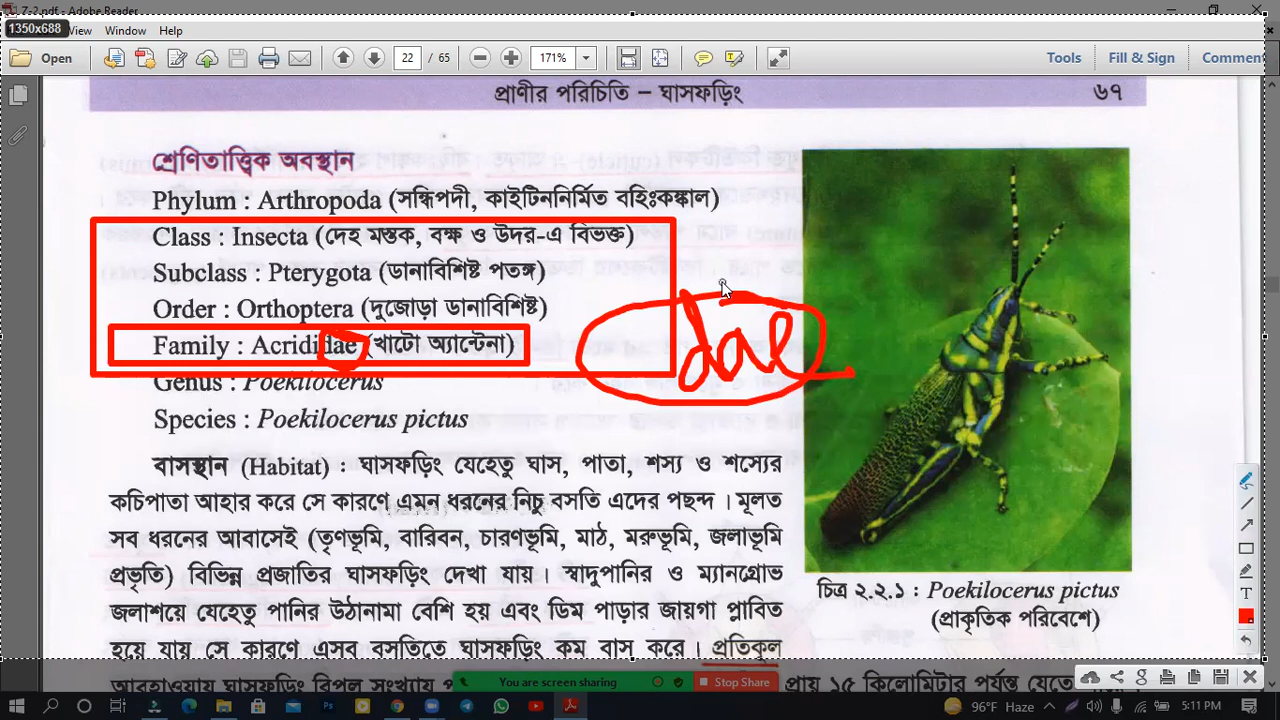 Z-2.pdf - Adobe Reader
1350x688
View Window Help
Open 22 / 65 171% Tools Fill & Sign Comment
প্রাণীর পরিচিতি – ঘাসফড়িং ৬৭
শ্রেণিতাত্ত্বিক অবস্থান
Phylum : Arthropoda (সন্ধিপদী, কাইটিননির্মিত বহিঃকঙ্কাল)
Class : Insecta (দেহ মস্তক, বক্ষ ও উদর-এ বিভক্ত)
Subclass : Pterygota (ডানাবিশিষ্ট পতঙ্গ)
Order : Orthoptera (দুজোড়া ডানাবিশিষ্ট)
Family : Acrididae (খাটো অ্যান্টেনা)
dae
Genus : Poekilocerus
Species : Poekilocerus pictus
বাসস্থান (Habitat) : ঘাসফড়িং যেহেতু ঘাস, পাতা, শস্য ও শস্যের
কচিপাতা আহার করে সে কারণে এমন ধরনের নিচু বসতি এদের পছন্দ। মূলত
সব ধরনের আবাসেই (তৃণভূমি, বারিবন, চারণভূমি, মাঠ, মরুভূমি, জলাভূমি
প্রভৃতি) বিভিন্ন প্রজাতির ঘাসফড়িং দেখা যায়। স্বাদুপানির ও ম্যানগ্রোভ
জলাশয়ে যেহেতু পানির উঠানামা বেশি হয় এবং ডিম পাড়ার জায়গা প্লাবিত
হয়ে যায় সে কারণে এসব বসতিতে ঘাসফড়িং কম বাস করে। প্রতিকূল
চিত্র ২.২.১ : Poekilocerus pictus
(প্রাকৃতিক পরিবেশে)
আবহাওয়ায় ঘাসফড়িং বিপুল সংখ্যায় প্রায় ১৫ কিলোমিটার পর্যন্ত যেতে
You are screen sharing Stop Share
96°F Haze 5:11 PM